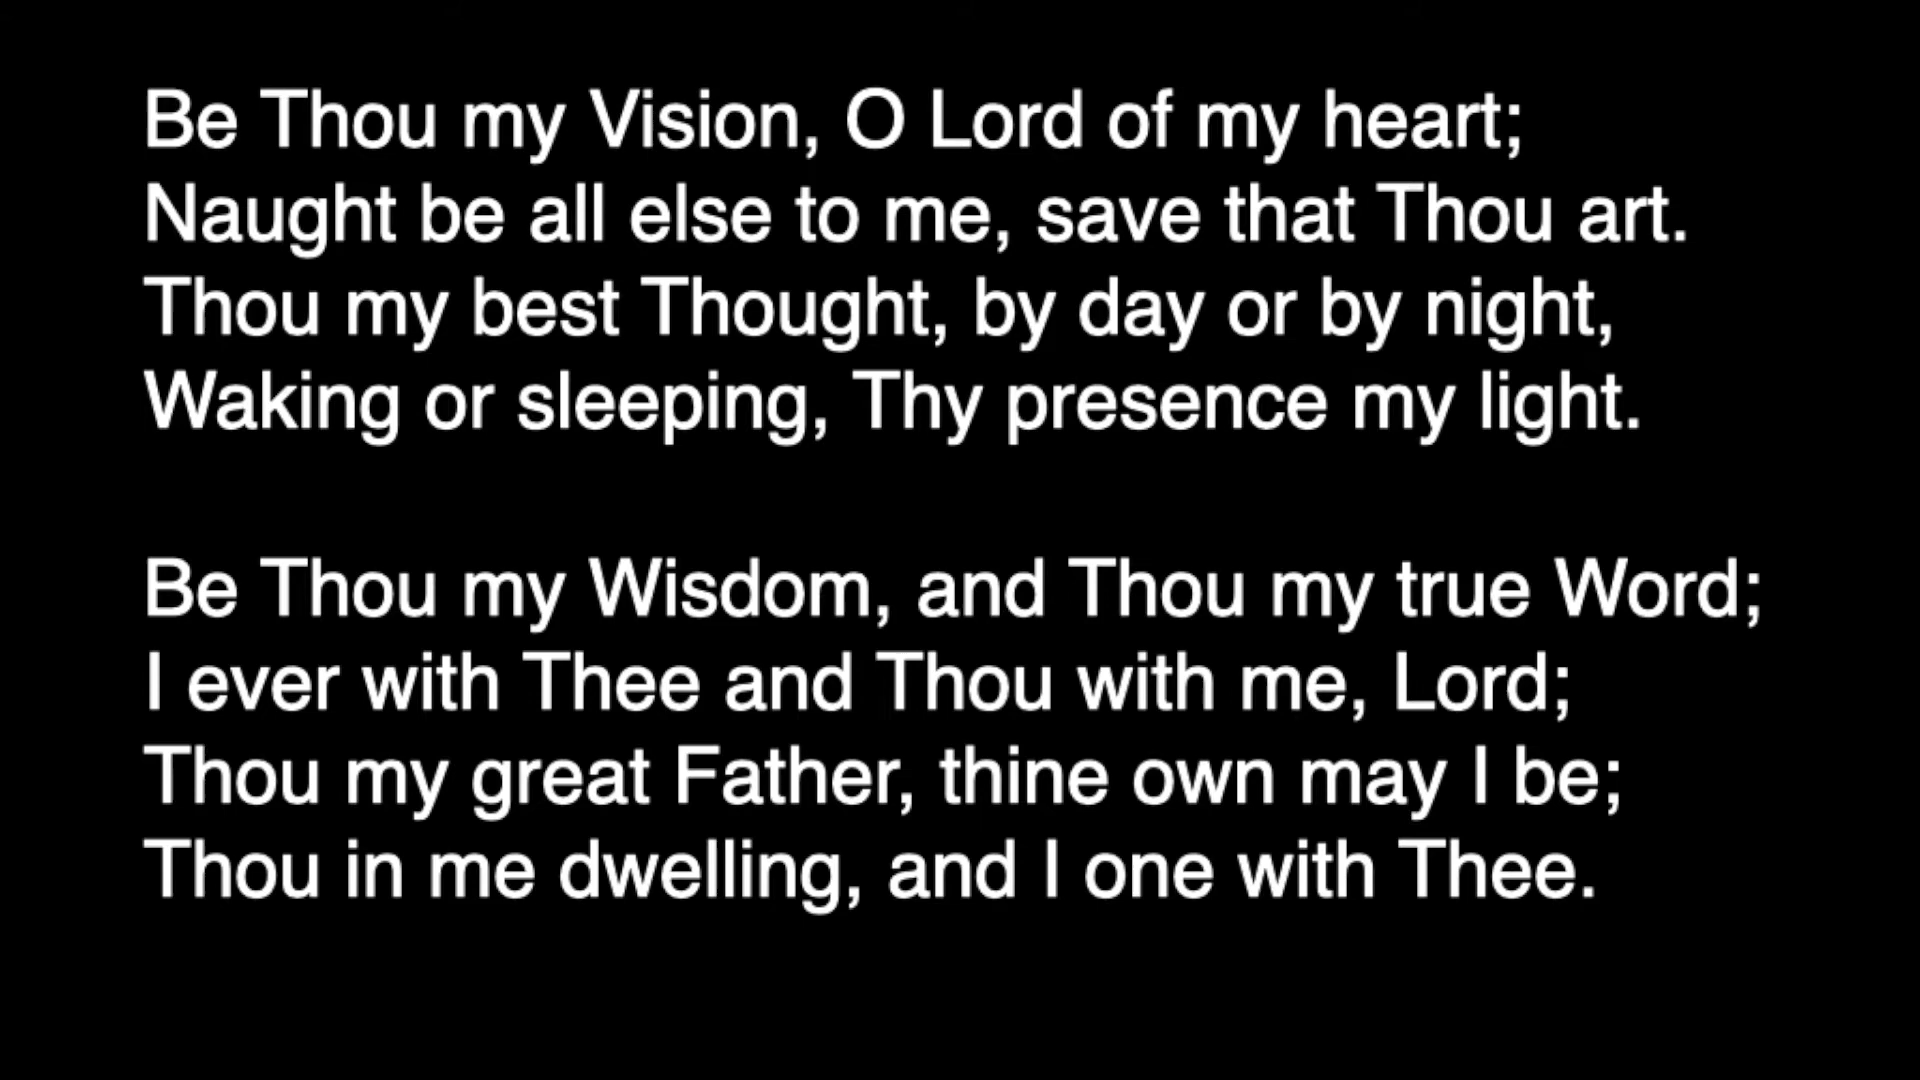 Be Thou my Vision, O Lord of my heart;
Naught be all else to me, save that Thou art.
Thou my best Thought, by day or by night,
Waking or sleeping, Thy presence my light.

Be Thou my Wisdom, and Thou my true Word;
I ever with Thee and Thou with me, Lord;
Thou my great Father, thine own may I be;
Thou in me dwelling, and I one with Thee.